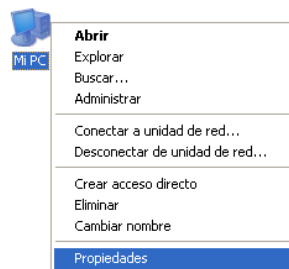 Mi PC
Abrir
Explorar
Buscar...
Administrar
Conectar a unidad de red...
Desconectar de unidad de red...
Crear acceso directo
Eliminar
Cambiar nombre
Propiedades